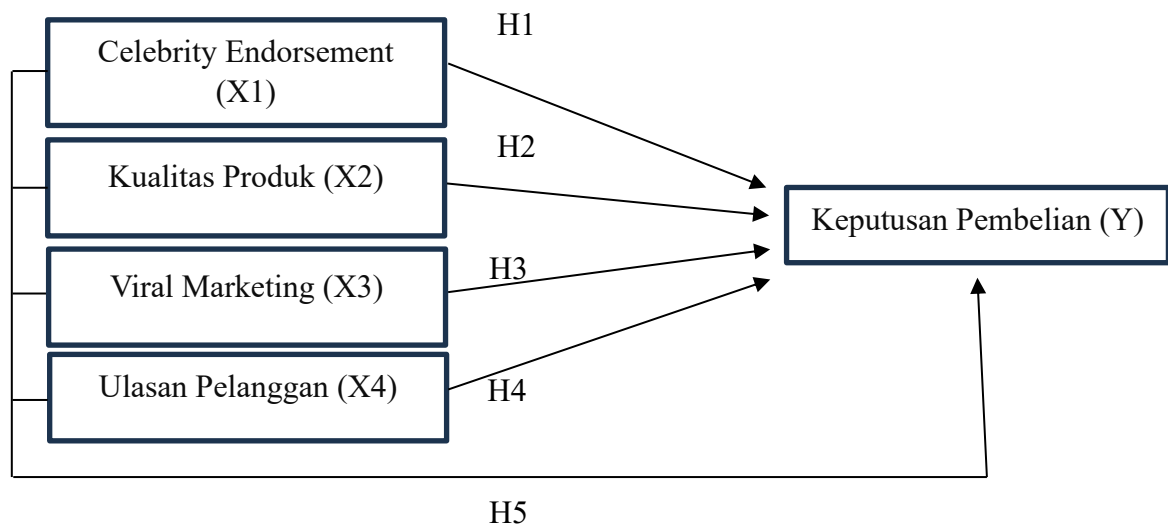 H1
Celebrity Endorsement
(X1)
H2
Kualitas Produk (X2)
Keputusan Pembelian (Y)
H3
Viral Marketing (X3)
H4
Ulasan Pelanggan (X4)
H5